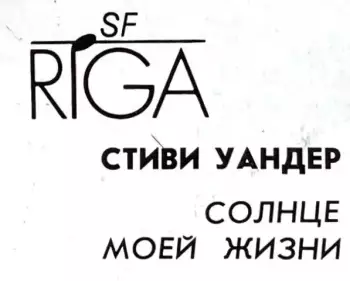 SF
RIGA
СТИВИ УАНДЕР
СОЛНЦЕ
МОЕЙ ЖИЗНИ